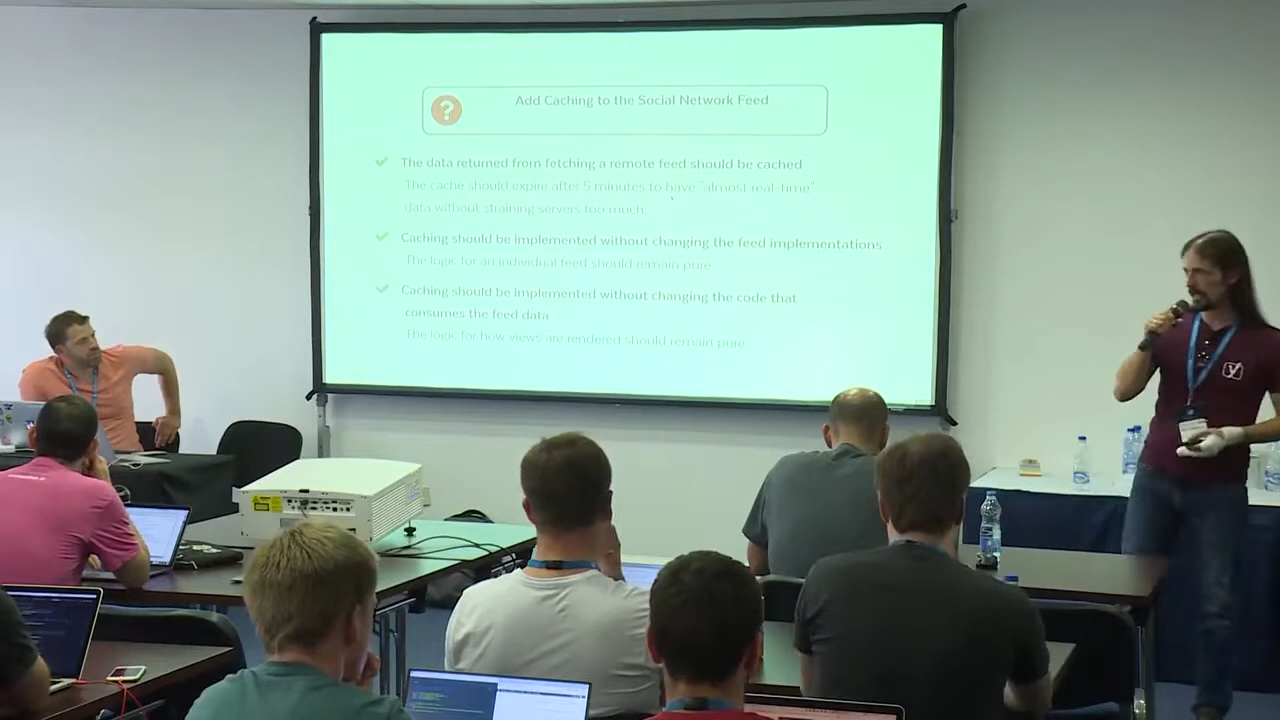 ?
Add Caching to the Social Network Feed
The data returned from fetching a remote feed should be cached
The cache should expire after 5 minutes to have "almost real-time"
data without straining servers too much.
Caching should be implemented without changing the feed implementations
The logic for an individual feed should remain pure.
Caching should be implemented without changing the code that
consumes the feed data
The logic for how views are rendered should remain pure.